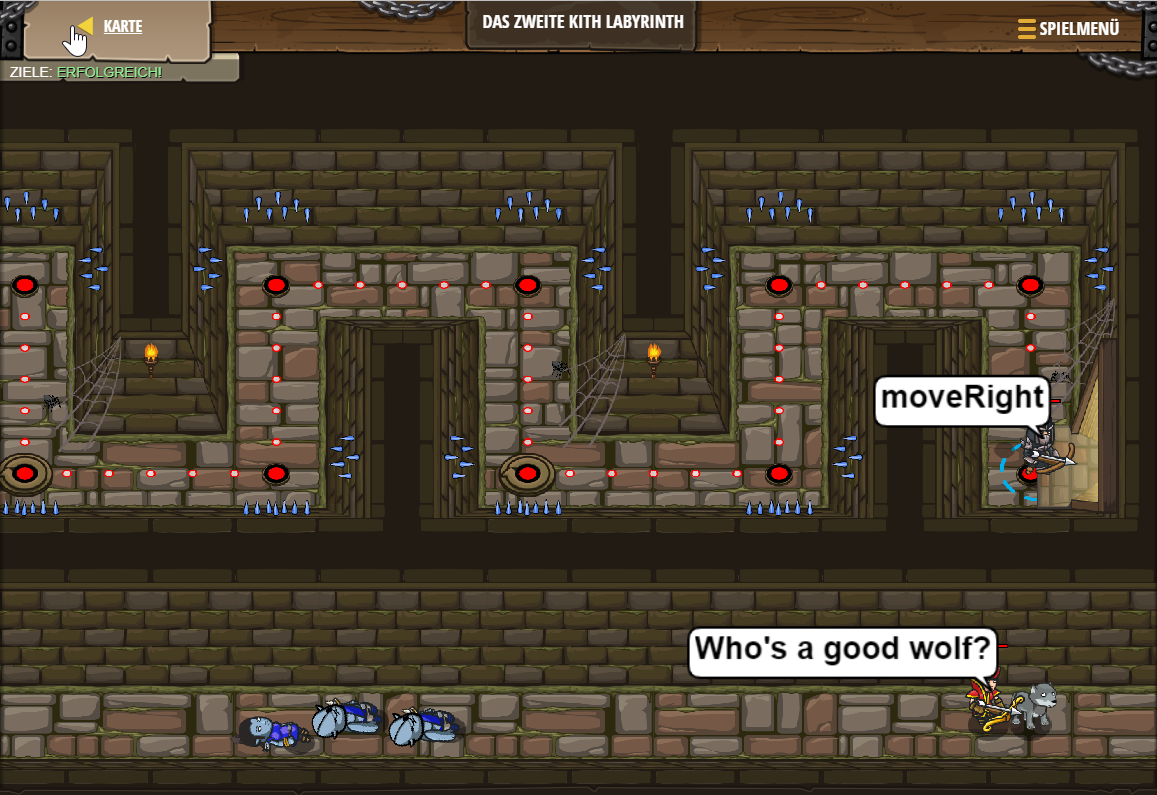 KARTE
DAS ZWEITE KITH LABYRINTH
SPIELMENÜ
ZIELE: ERFOLGREICH!
moveRight
Who's a good wolf?